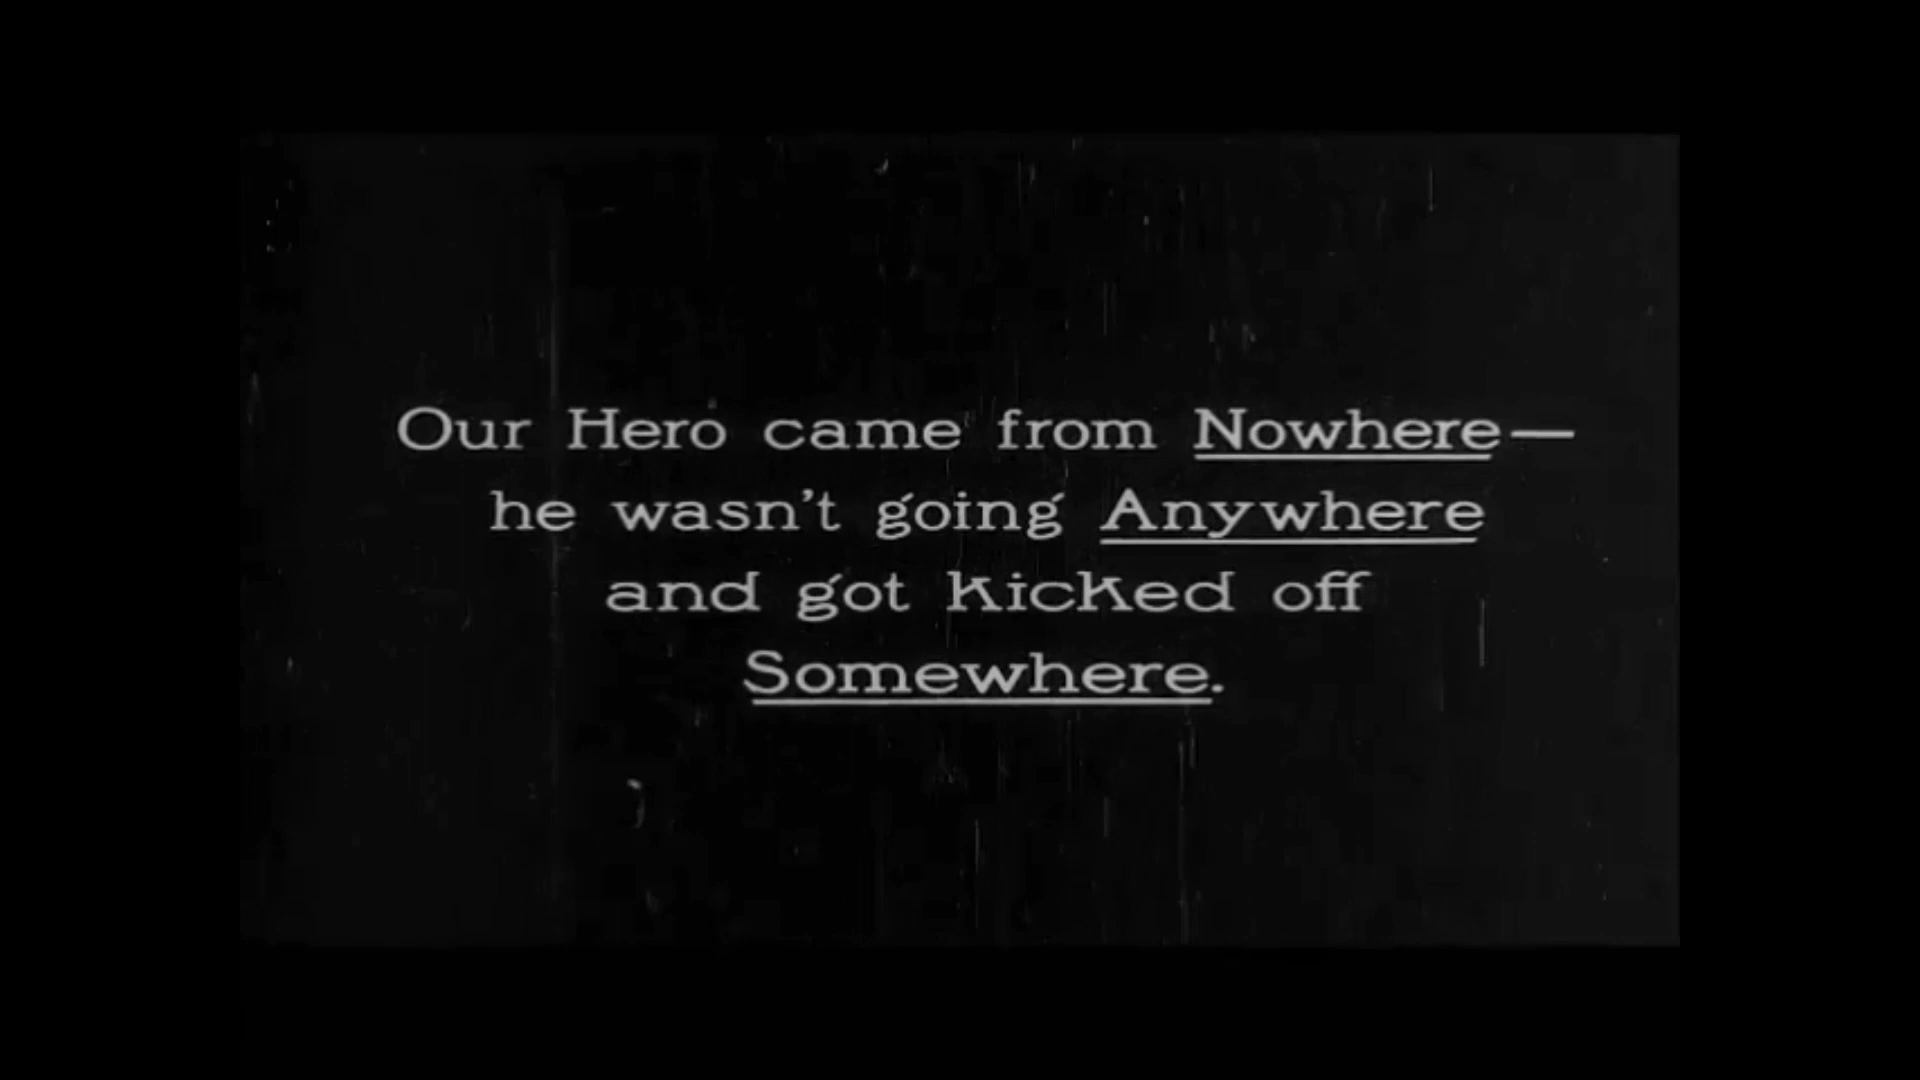 Our Hero came from Nowhere—
he wasn't going Anywhere
and got kicked off
Somewhere.